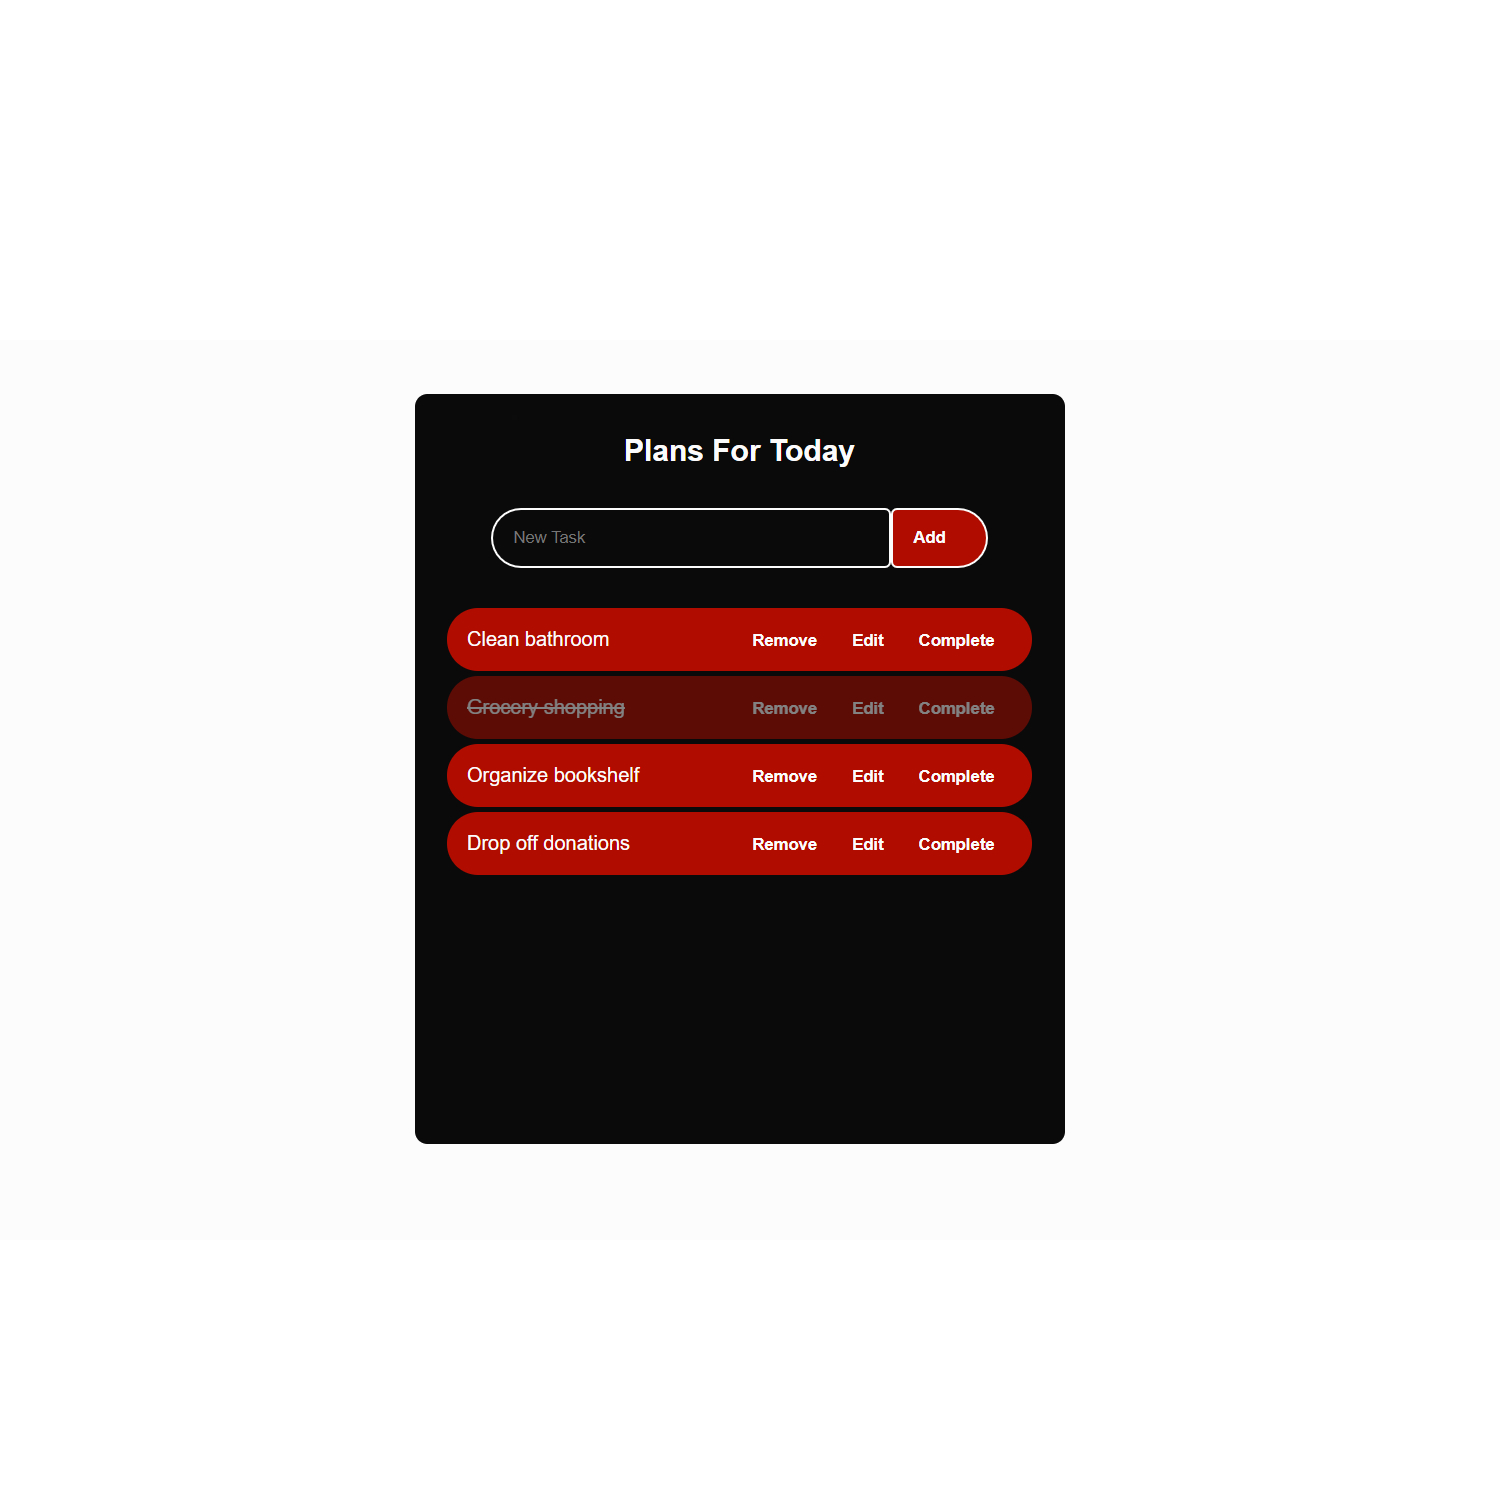 Plans For Today
New Task Add
Clean bathroom Remove Edit Complete
Grocery shopping Remove Edit Complete
Organize bookshelf Remove Edit Complete
Drop off donations Remove Edit Complete